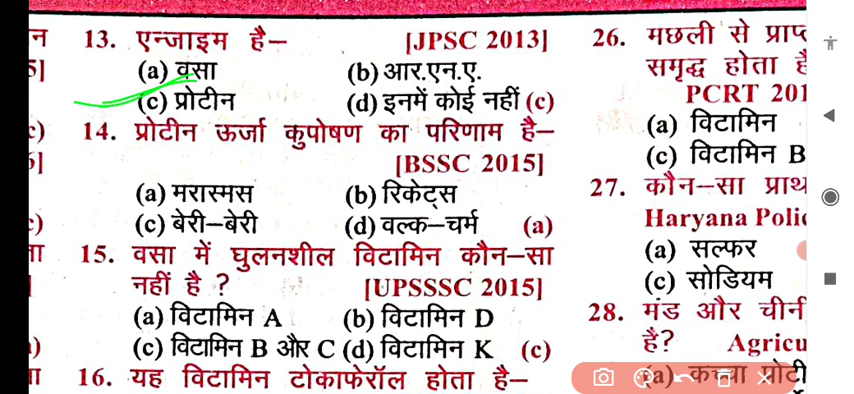 13. एन्जाइम है– [JPSC 2013]
(a) वसा (b) आर.एन.ए.
(c) प्रोटीन (d) इनमें कोई नहीं (c)
14. प्रोटीन ऊर्जा कुपोषण का परिणाम है–
[BSSC 2015]
(a) मरास्मस (b) रिकेट्स
(c) बेरी–बेरी (d) वल्क–चर्म (a)
15. वसा में घुलनशील विटामिन कौन–सा
नहीं है ? [UPSSSC 2015]
(a) विटामिन A (b) विटामिन D
(c) विटामिन B और C (d) विटामिन K (c)
16. यह विटामिन टोकाफेरॉल होता है–
26. मछली से
समृद्ध होता है
PCRT 201
(a) विटामिन
(c) विटामिन B
27. कौन–सा
Haryana
(a) सल्फर
(c) सोडियम
28. मंड और चीनी
है?
(a) कच्चा